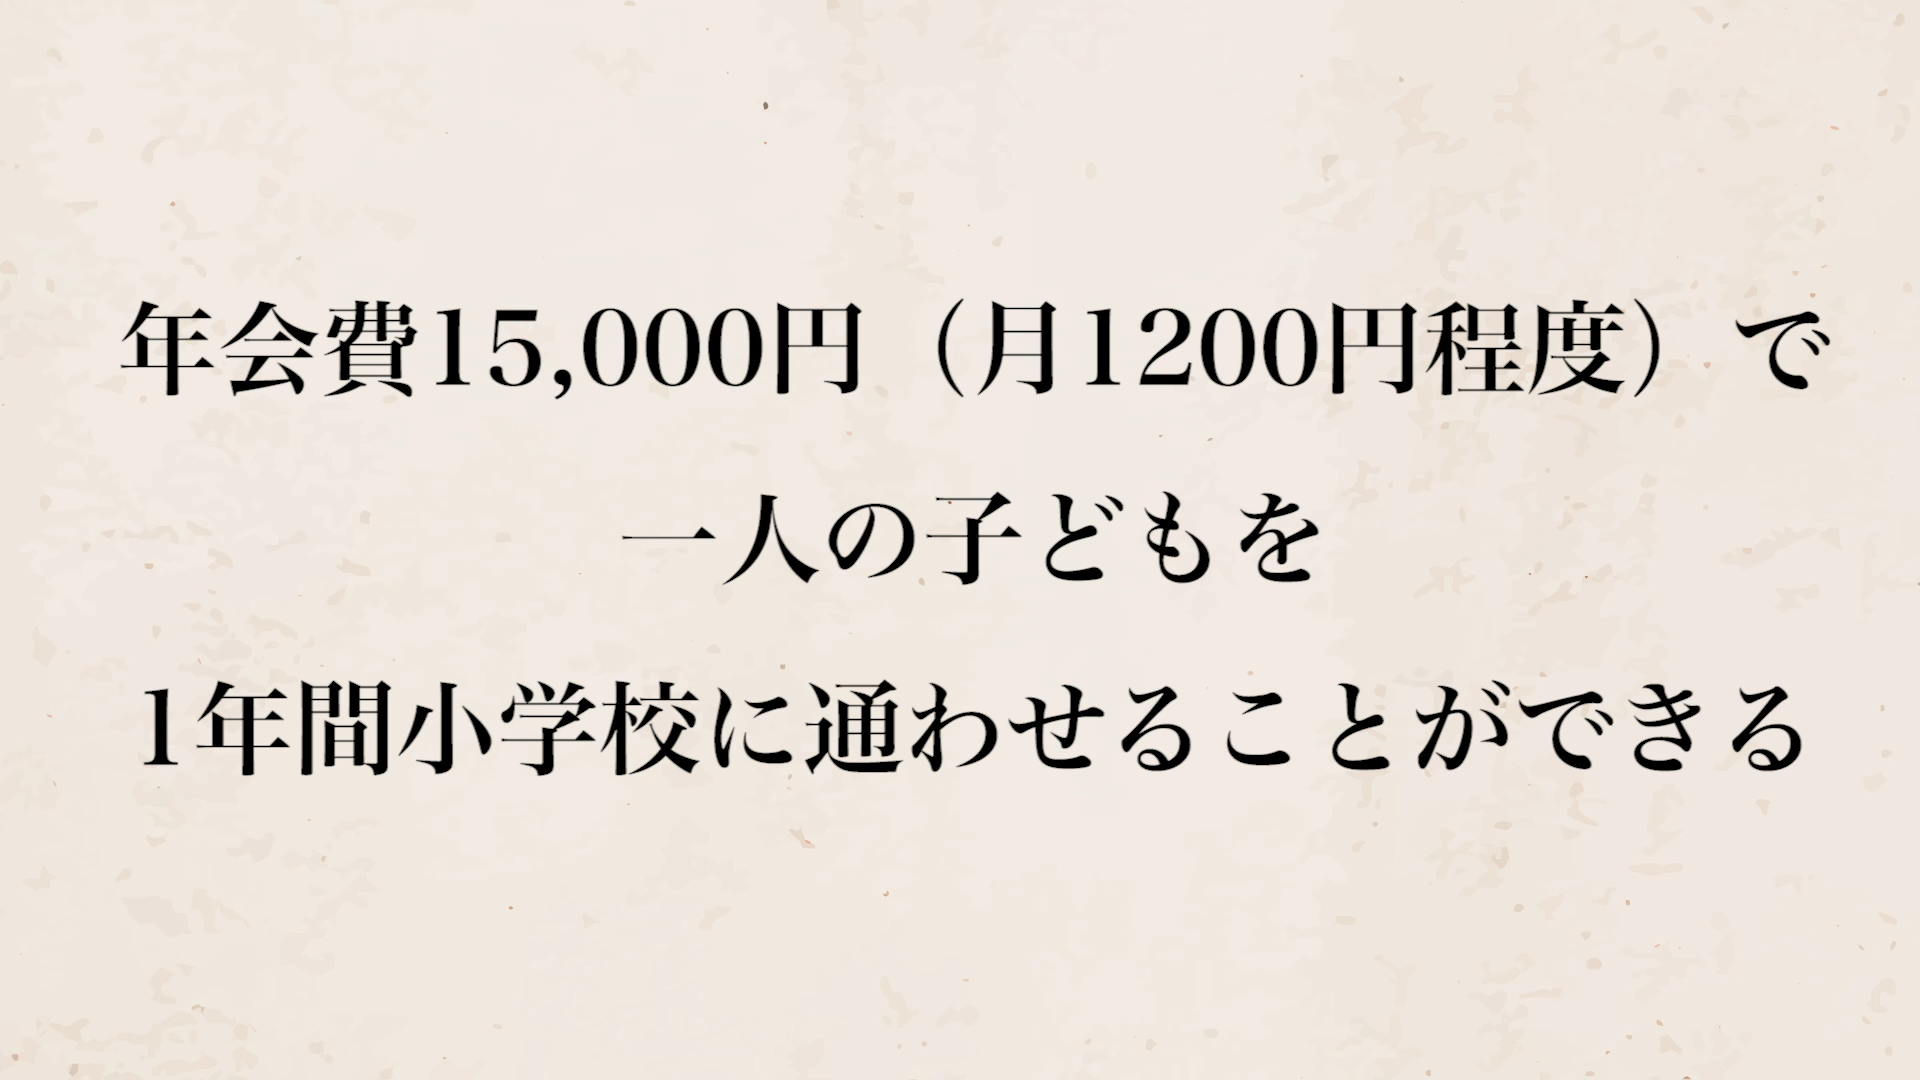 年会費15,000円（月1200円程度）で
一人の子どもを
1年間小学校に通わせることができる